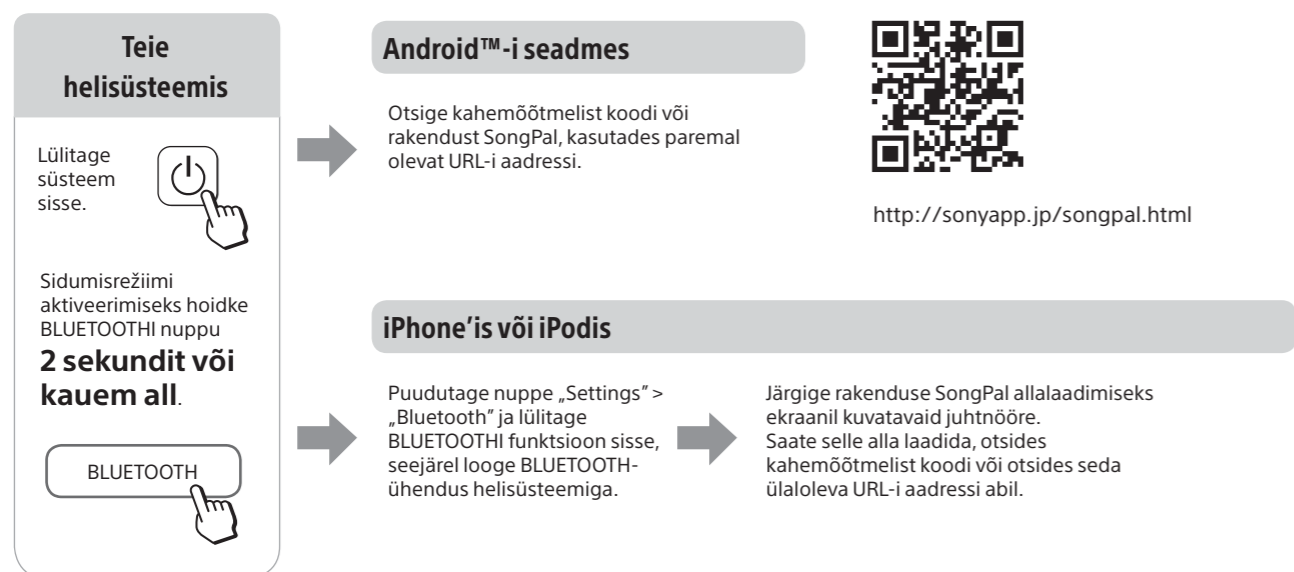 Teie
helisüsteemis
Lülitage
süsteem
sisse.
Sidumisrežiimi
aktiveerimiseks hoidke
BLUETOOTHI nuppu
2 sekundit või
kauem all.
BLUETOOTH
Android™-i seadmes
Otsige kahemõõtmelist koodi või
rakendust SongPal, kasutades paremal
olevat URL-i aadressi.
http://sonyapp.jp/songpal.html
iPhone’is või iPodis
Puudutage nuppe „Settings” >
„Bluetooth” ja lülitage
BLUETOOTHI funktsioon sisse,
seejärel looge BLUETOOTH-
ühendus helisüsteemiga.
Järgige rakenduse SongPal allalaadimiseks
ekraanil kuvatavaid juhtnööre.
Saate selle alla laadida, otsides
kahemõõtmelist koodi või otsides seda
ülaloleva URL-i aadressi abil.